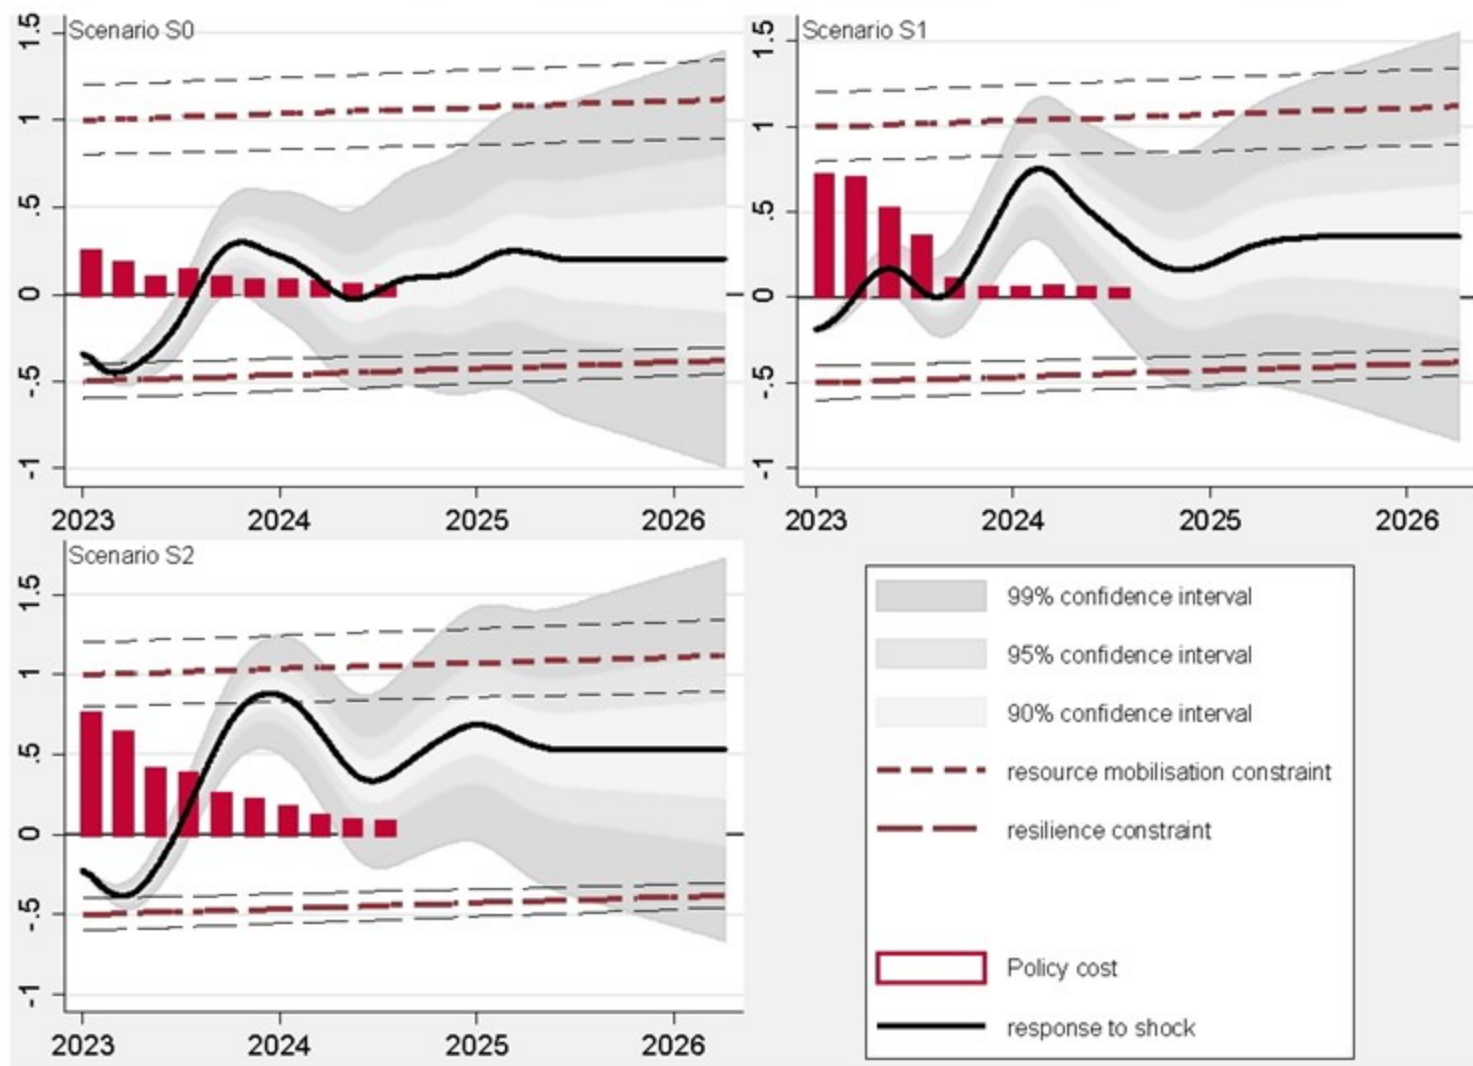 Scenario S0
1.5
1
.5
0
-.5
-1
2023 2024 2025 2026
Scenario S1
1.5
1
.5
0
-.5
-1
2023 2024 2025 2026
Scenario S2
1.5
1
.5
0
-.5
-1
2023 2024 2025 2026
99% confidence interval
95% confidence interval
90% confidence interval
resource mobilisation constraint
resilience constraint
Policy cost
response to shock